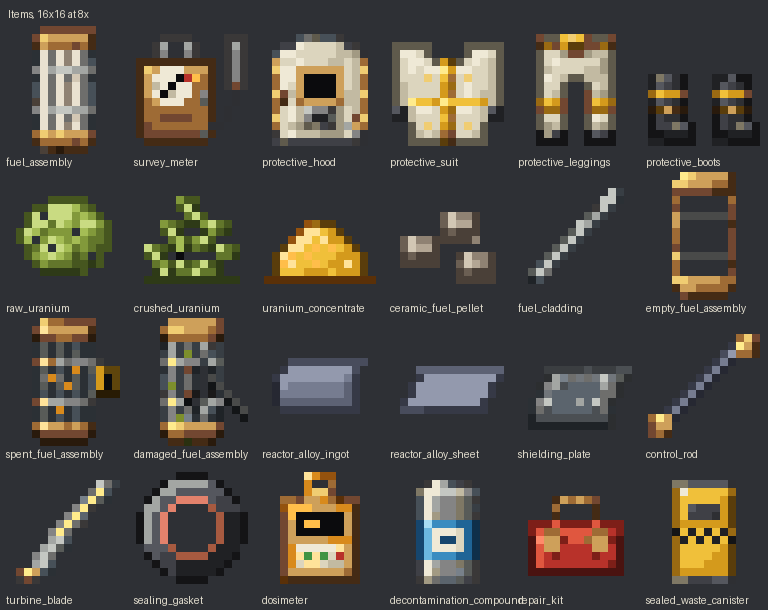 Items, 16x16 at 8x
fuel_assembly survey_meter protective_hood protective_suit protective_leggings protective_boots
raw_uranium crushed_uranium uranium_concentrate ceramic_fuel_pellet fuel_cladding empty_fuel_assembly
spent_fuel_assembly damaged_fuel_assembly reactor_alloy_ingot reactor_alloy_sheet shielding_plate control_rod
turbine_blade sealing_gasket dosimeter decontamination_compound repair_kit sealed_waste_canister